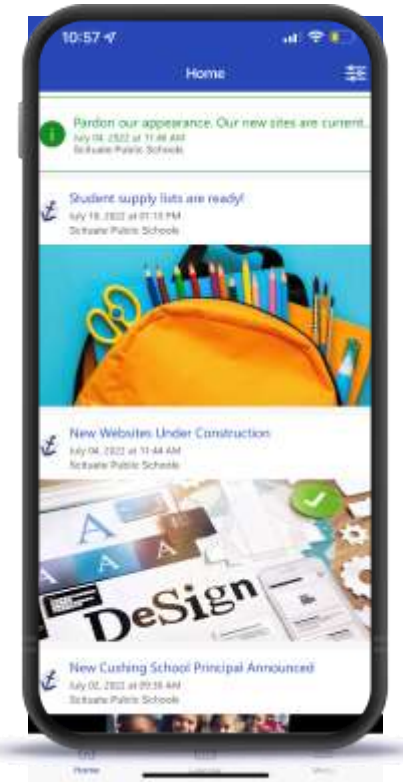 10:57
Home
i
Pardon our appearance. Our new sites are current...
July 04, 2022 at 11:46 AM
Scituate Public Schools
Student supply lists are ready!
July 18, 2022 at 01:15 PM
Scituate Public Schools
New Websites Under Construction
July 04, 2022 at 11:44 AM
Scituate Public Schools
A
A A A
DeSign
New Cushing School Principal Announced
July 02, 2022 at 09:36 AM
Scituate Public Schools
Home